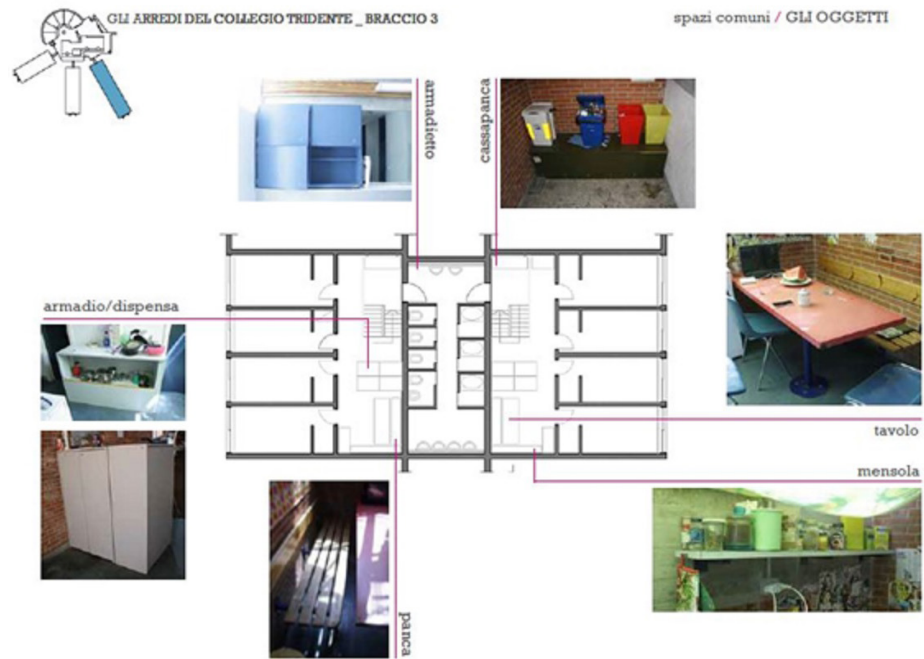 GLI ARREDI DEL COLLEGIO TRIDENTE _ BRACCIO 3
spazi comuni / GLI OGGETTI
armadietto
cassapanca
armadio/dispensa
tavolo
mensola
panca